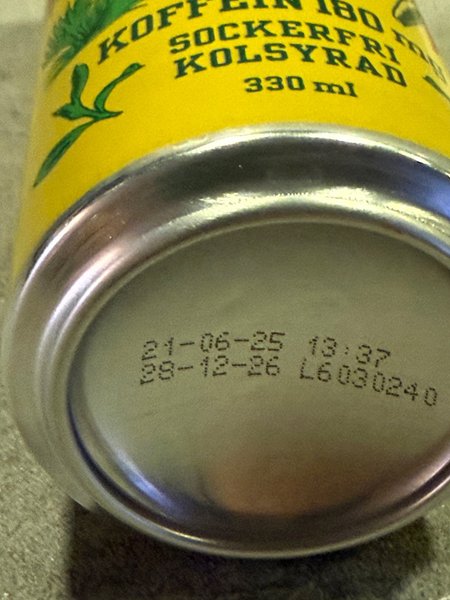 KOFFEIN 180 m
SOCKERFRI
KOLSYRAD
330 ml
21-06-25 13:37
28-12-26 L6030240